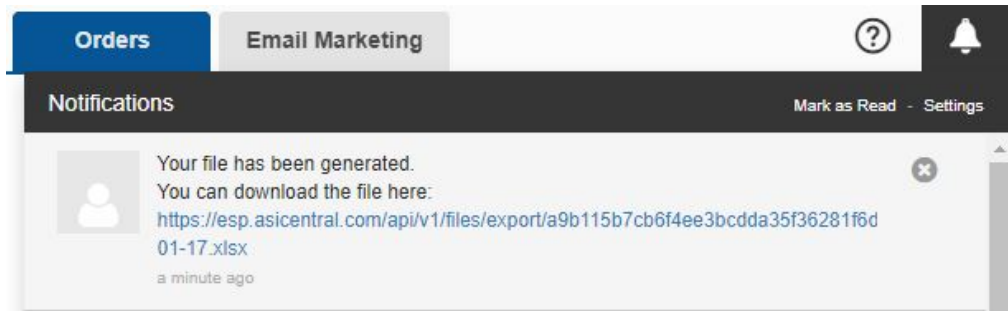 Orders Email Marketing ?
Notifications Mark as Read - Settings
Your file has been generated.
You can download the file here:
https://esp.asicentral.com/api/v1/files/export/a9b115b7cb6f4ee3bcdda35f36281f6d
01-17.xlsx
a minute ago